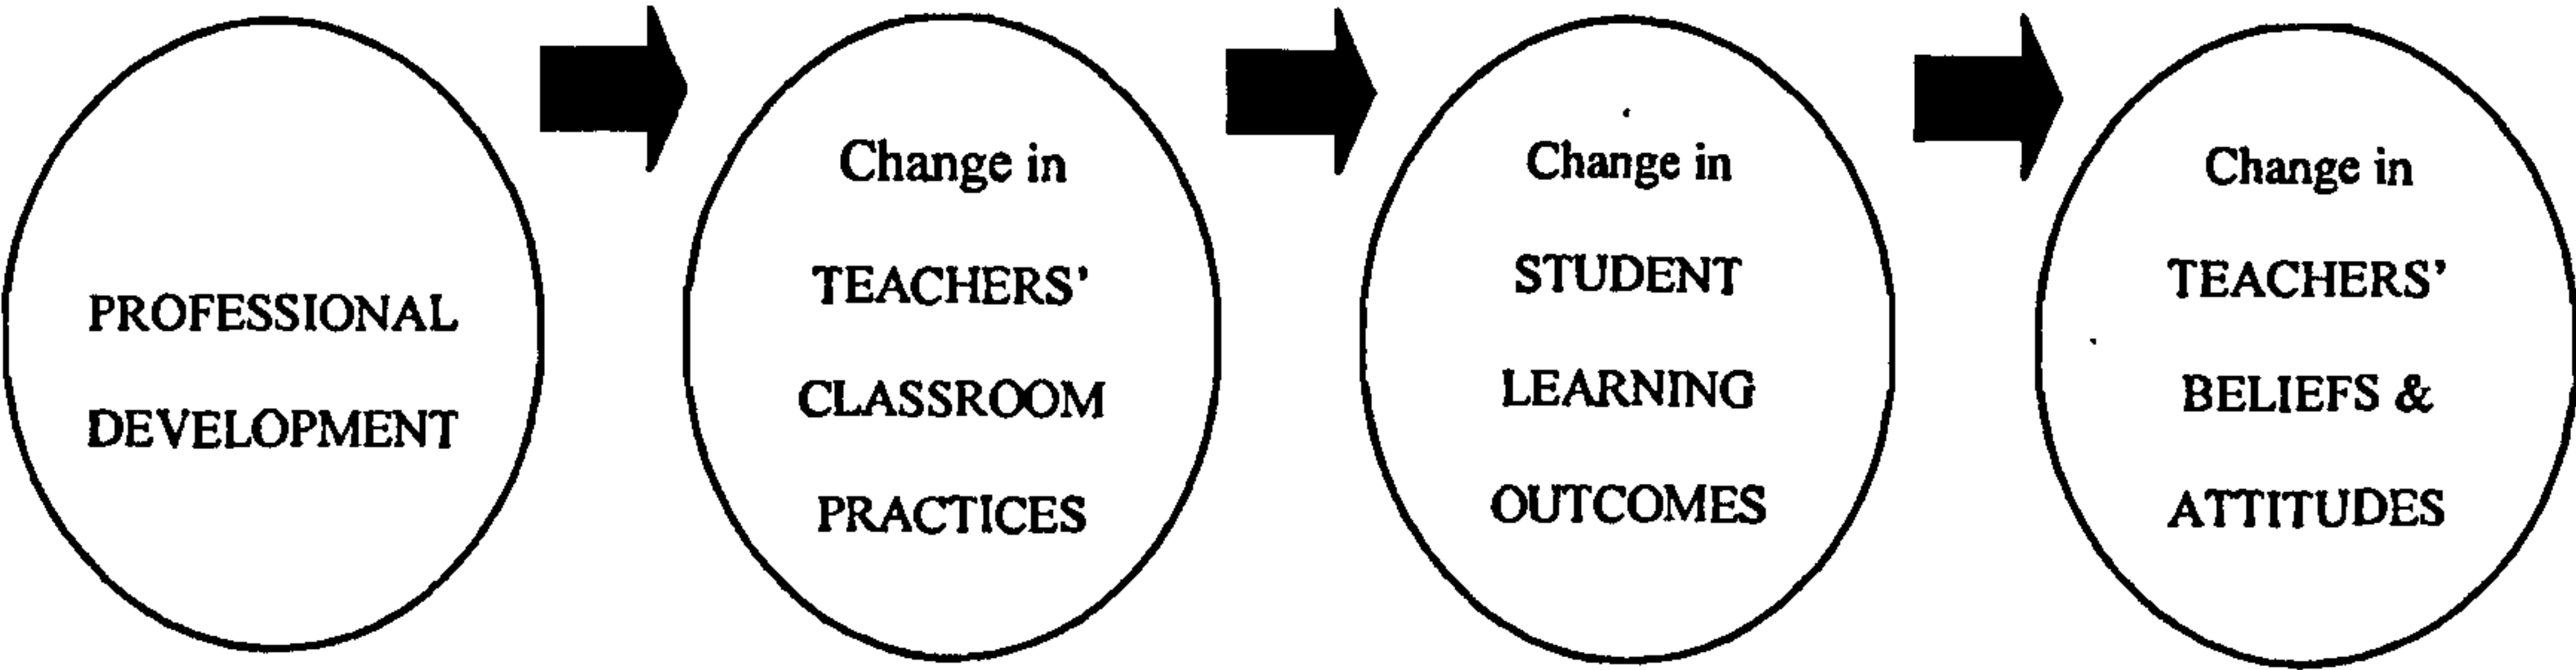 PROFESSIONAL
DEVELOPMENT
Change in
TEACHERS’
CLASSROOM
PRACTICES
Change in
STUDENT
LEARNING
OUTCOMES
Change in
TEACHERS’
BELIEFS &
ATTITUDES